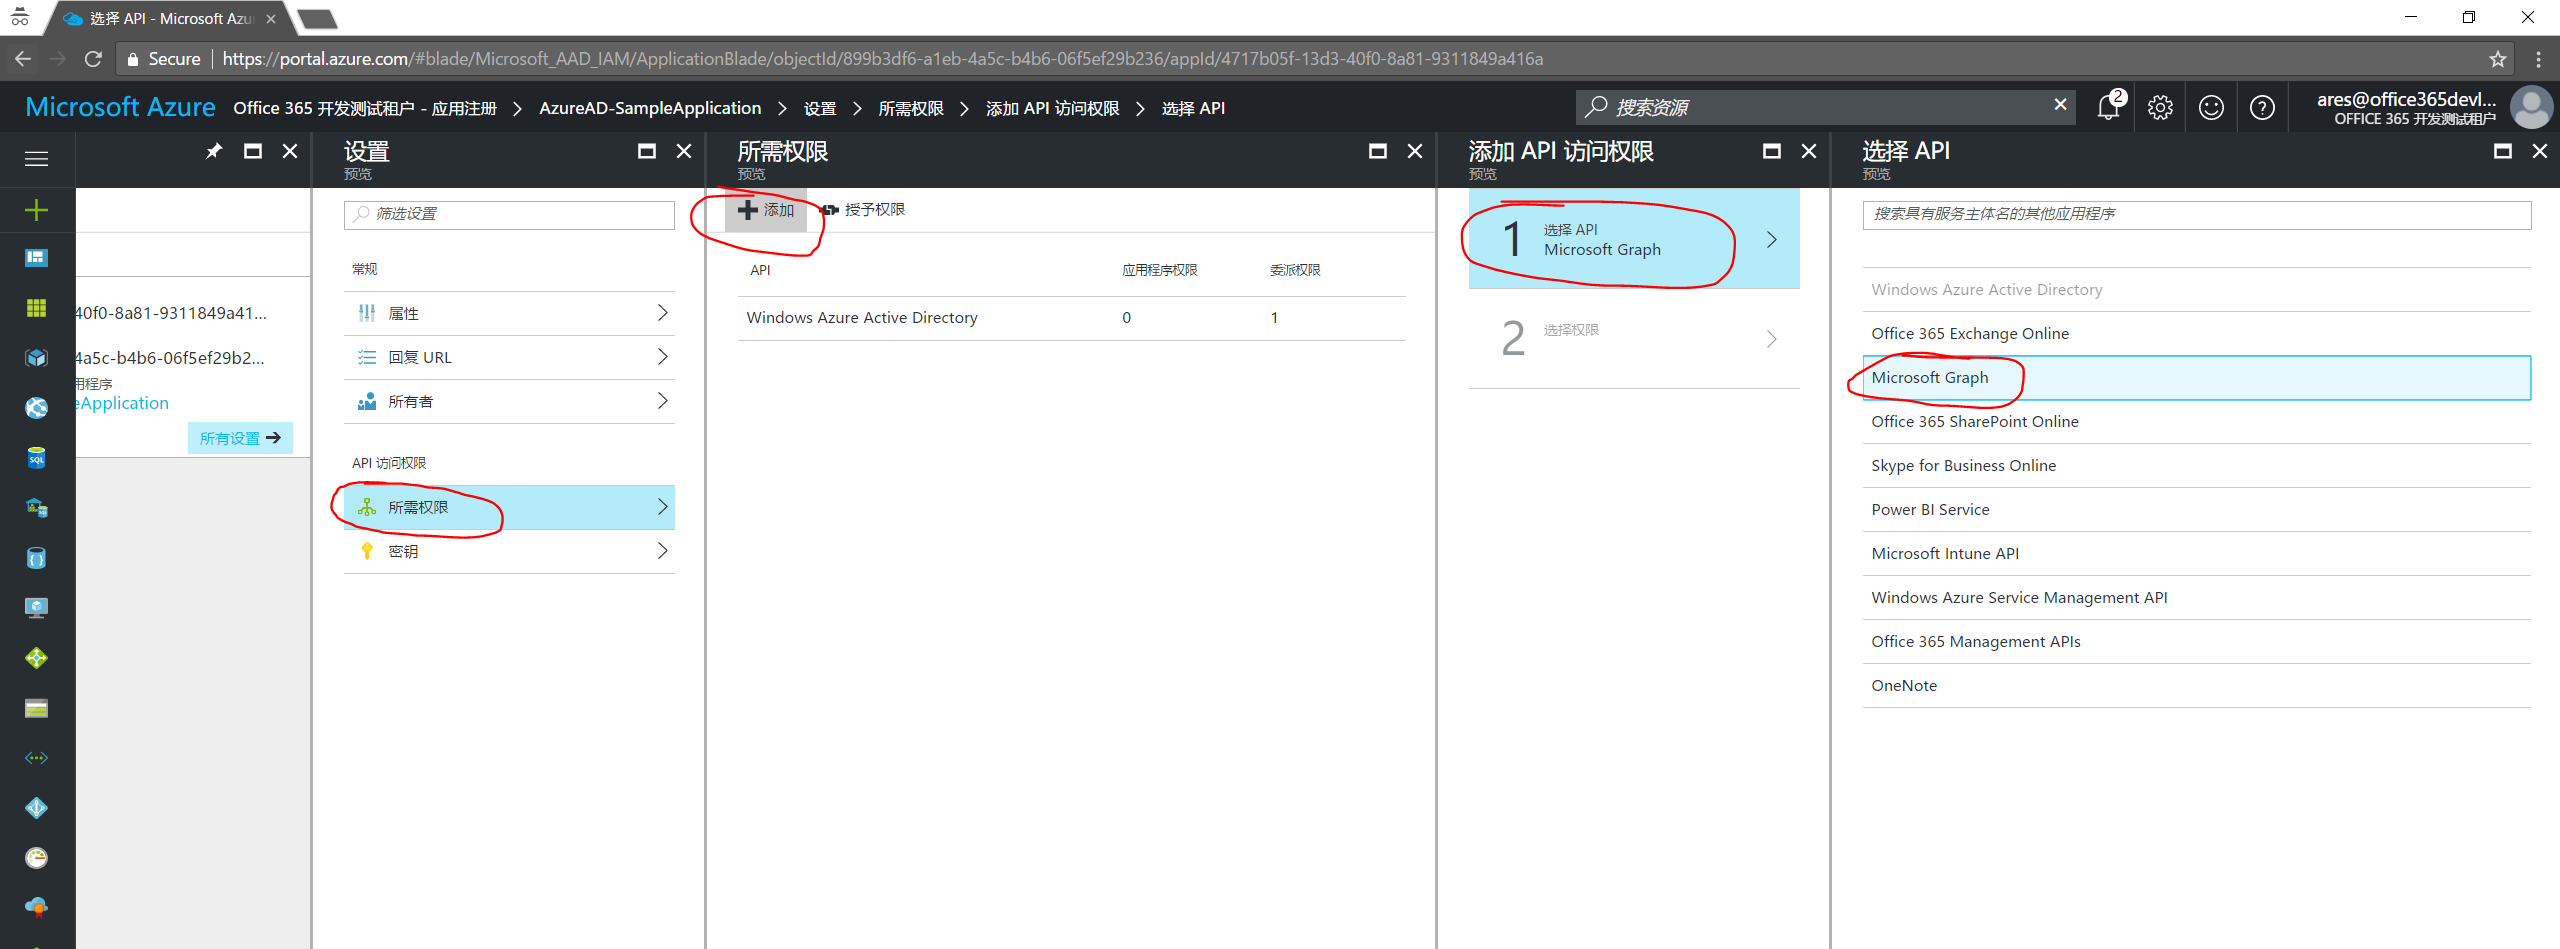 选择 API - Microsoft Azu
Secure
https://portal.azure.com/#blade/Microsoft_AAD_IAM/ApplicationBlade/objectId/899b3df6-a1eb-4a5c-b4b6-06f5ef29b236/appId/4717b05f-13d3-40f0-8a81-9311849a416a
Microsoft Azure
Office 365 开发测试租户 - 应用注册 > AzureAD-SampleApplication > 设置 > 所需权限 > 添加 API 访问权限 > 选择 API
搜索资源
2
ares@office365devl...
OFFICE 365 开发测试租户
40f0-8a81-9311849a41...
4a5c-b4b6-06f5ef29b2...
用程序
eApplication
所有设置
SQL
设置
预览
筛选设置
常规
属性
回复 URL
所有者
API 访问权限
所需权限
密钥
所需权限
预览
添加
授予权限
API 应用程序权限 委派权限
Windows Azure Active Directory 0 1
添加 API 访问权限
预览
1
选择 API
Microsoft Graph
2
选择权限
选择 API
预览
搜索具有服务主体名的其他应用程序
Windows Azure Active Directory
Office 365 Exchange Online
Microsoft Graph
Office 365 SharePoint Online
Skype for Business Online
Power BI Service
Microsoft Intune API
Windows Azure Service Management API
Office 365 Management APIs
OneNote